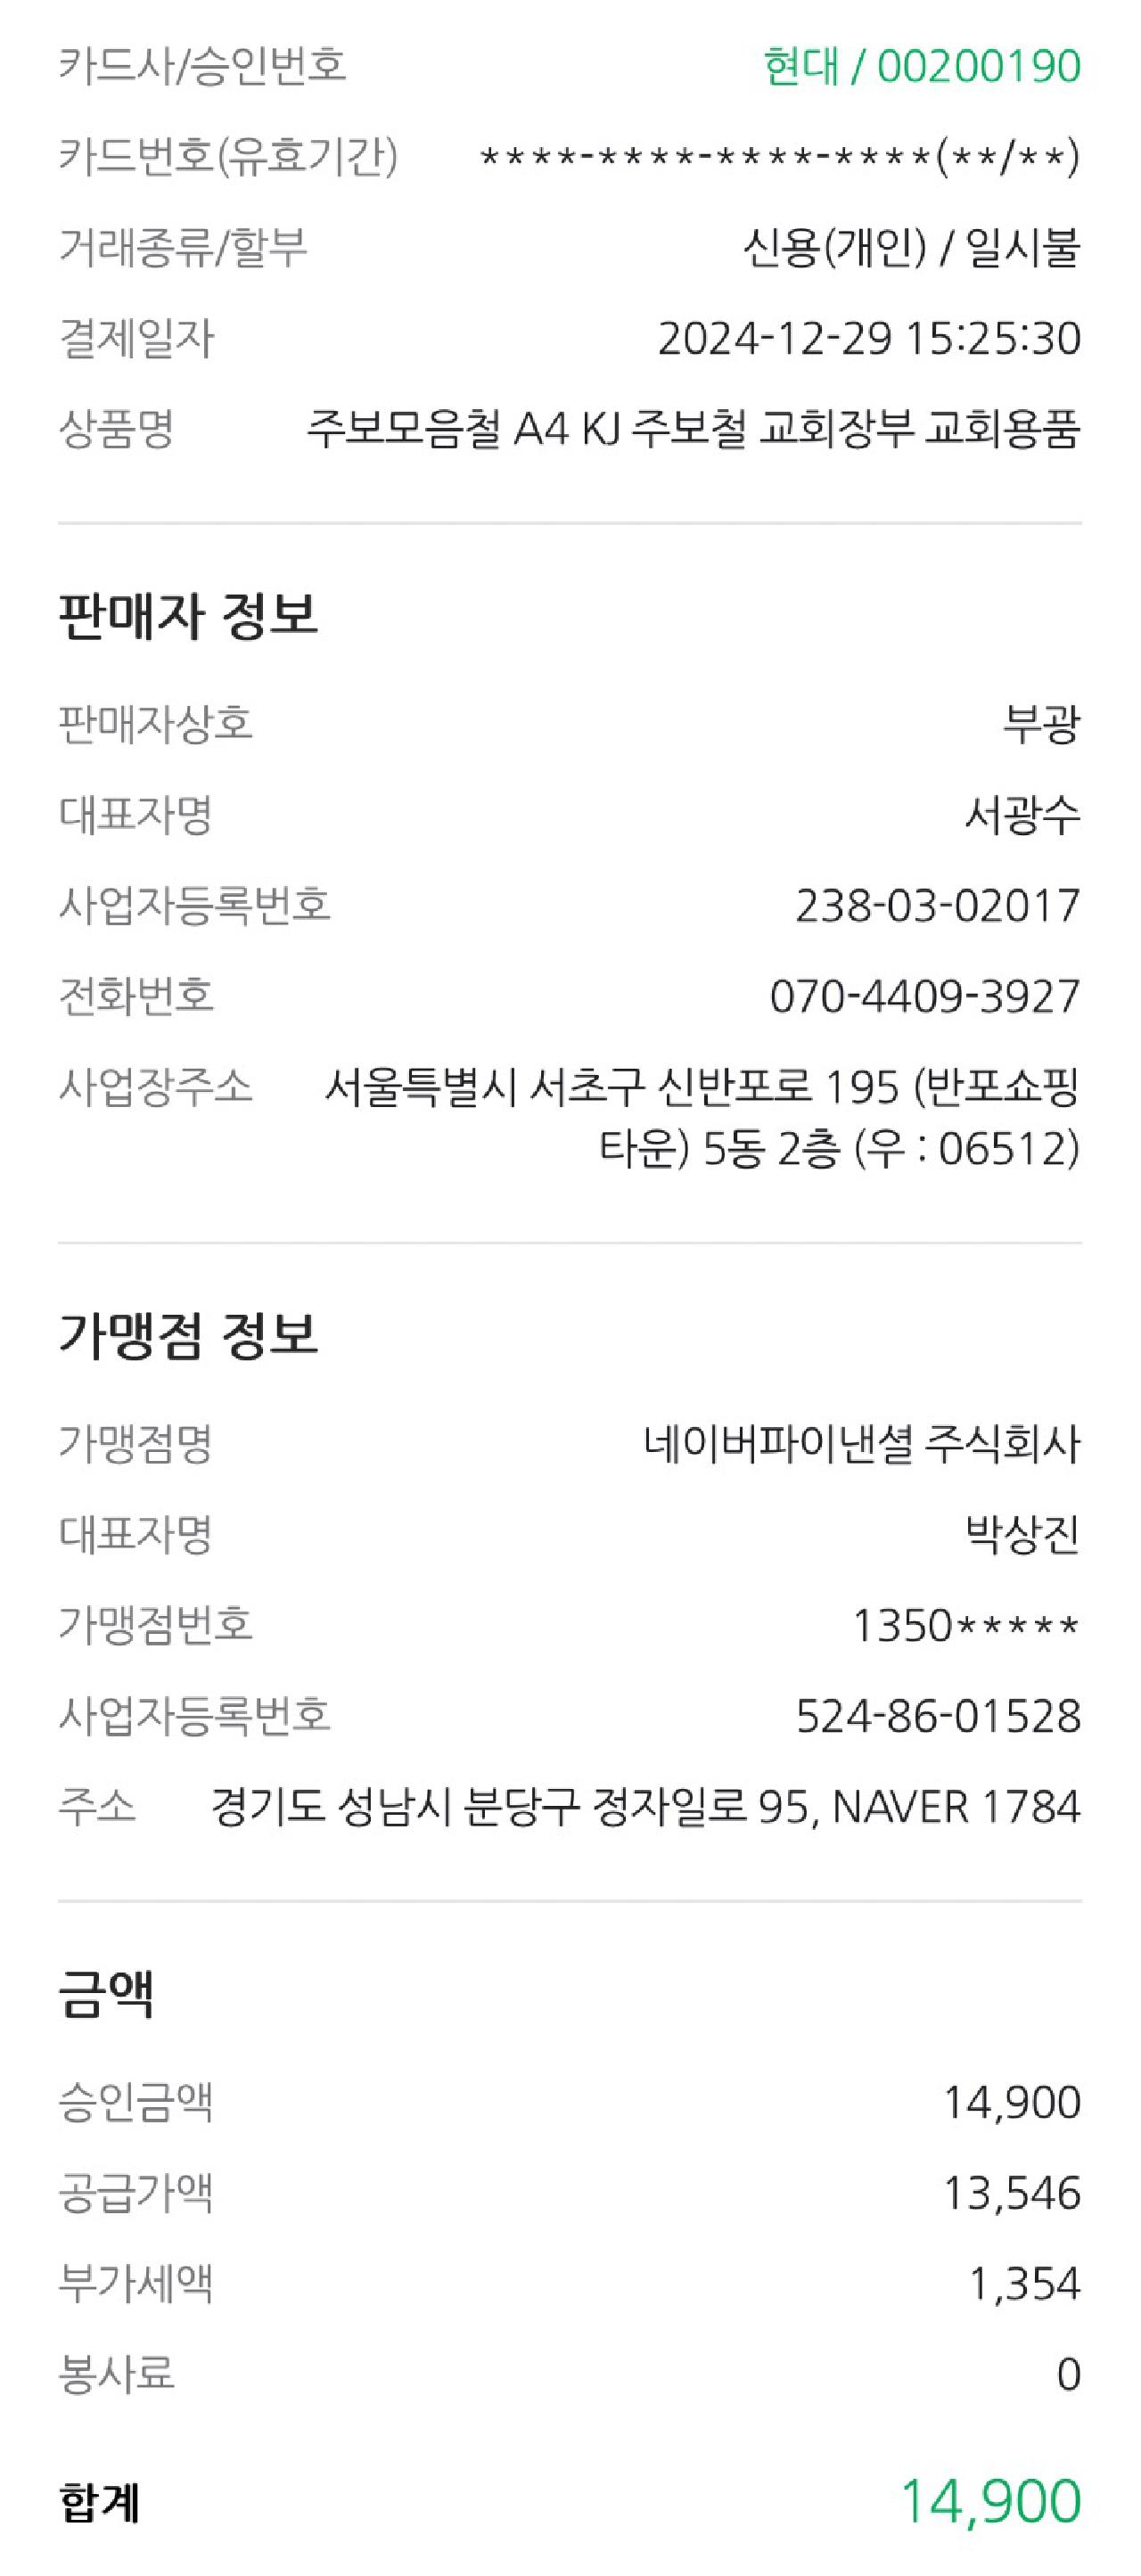 카드사/승인번호 현대 / 00200190
카드번호(유효기간) ****-****-****-****(**/**)
거래종류/할부 신용(개인) / 일시불
결제일자 2024-12-29 15:25:30
상품명 주보모음철 A4 KJ 주보철 교회장부 교회용품
판매자 정보
판매자상호 부광
대표자명 서광수
사업자등록번호 238-03-02017
전화번호 070-4409-3927
사업장주소 서울특별시 서초구 신반포로 195 (반포쇼핑
타운) 5동 2층 (우 : 06512)
가맹점 정보
가맹점명 네이버파이낸셜 주식회사
대표자명 박상진
가맹점번호 1350*****
사업자등록번호 524-86-01528
주소 경기도 성남시 분당구 정자일로 95, NAVER 1784
금액
승인금액 14,900
공급가액 13,546
부가세액 1,354
봉사료 0
합계 14,900